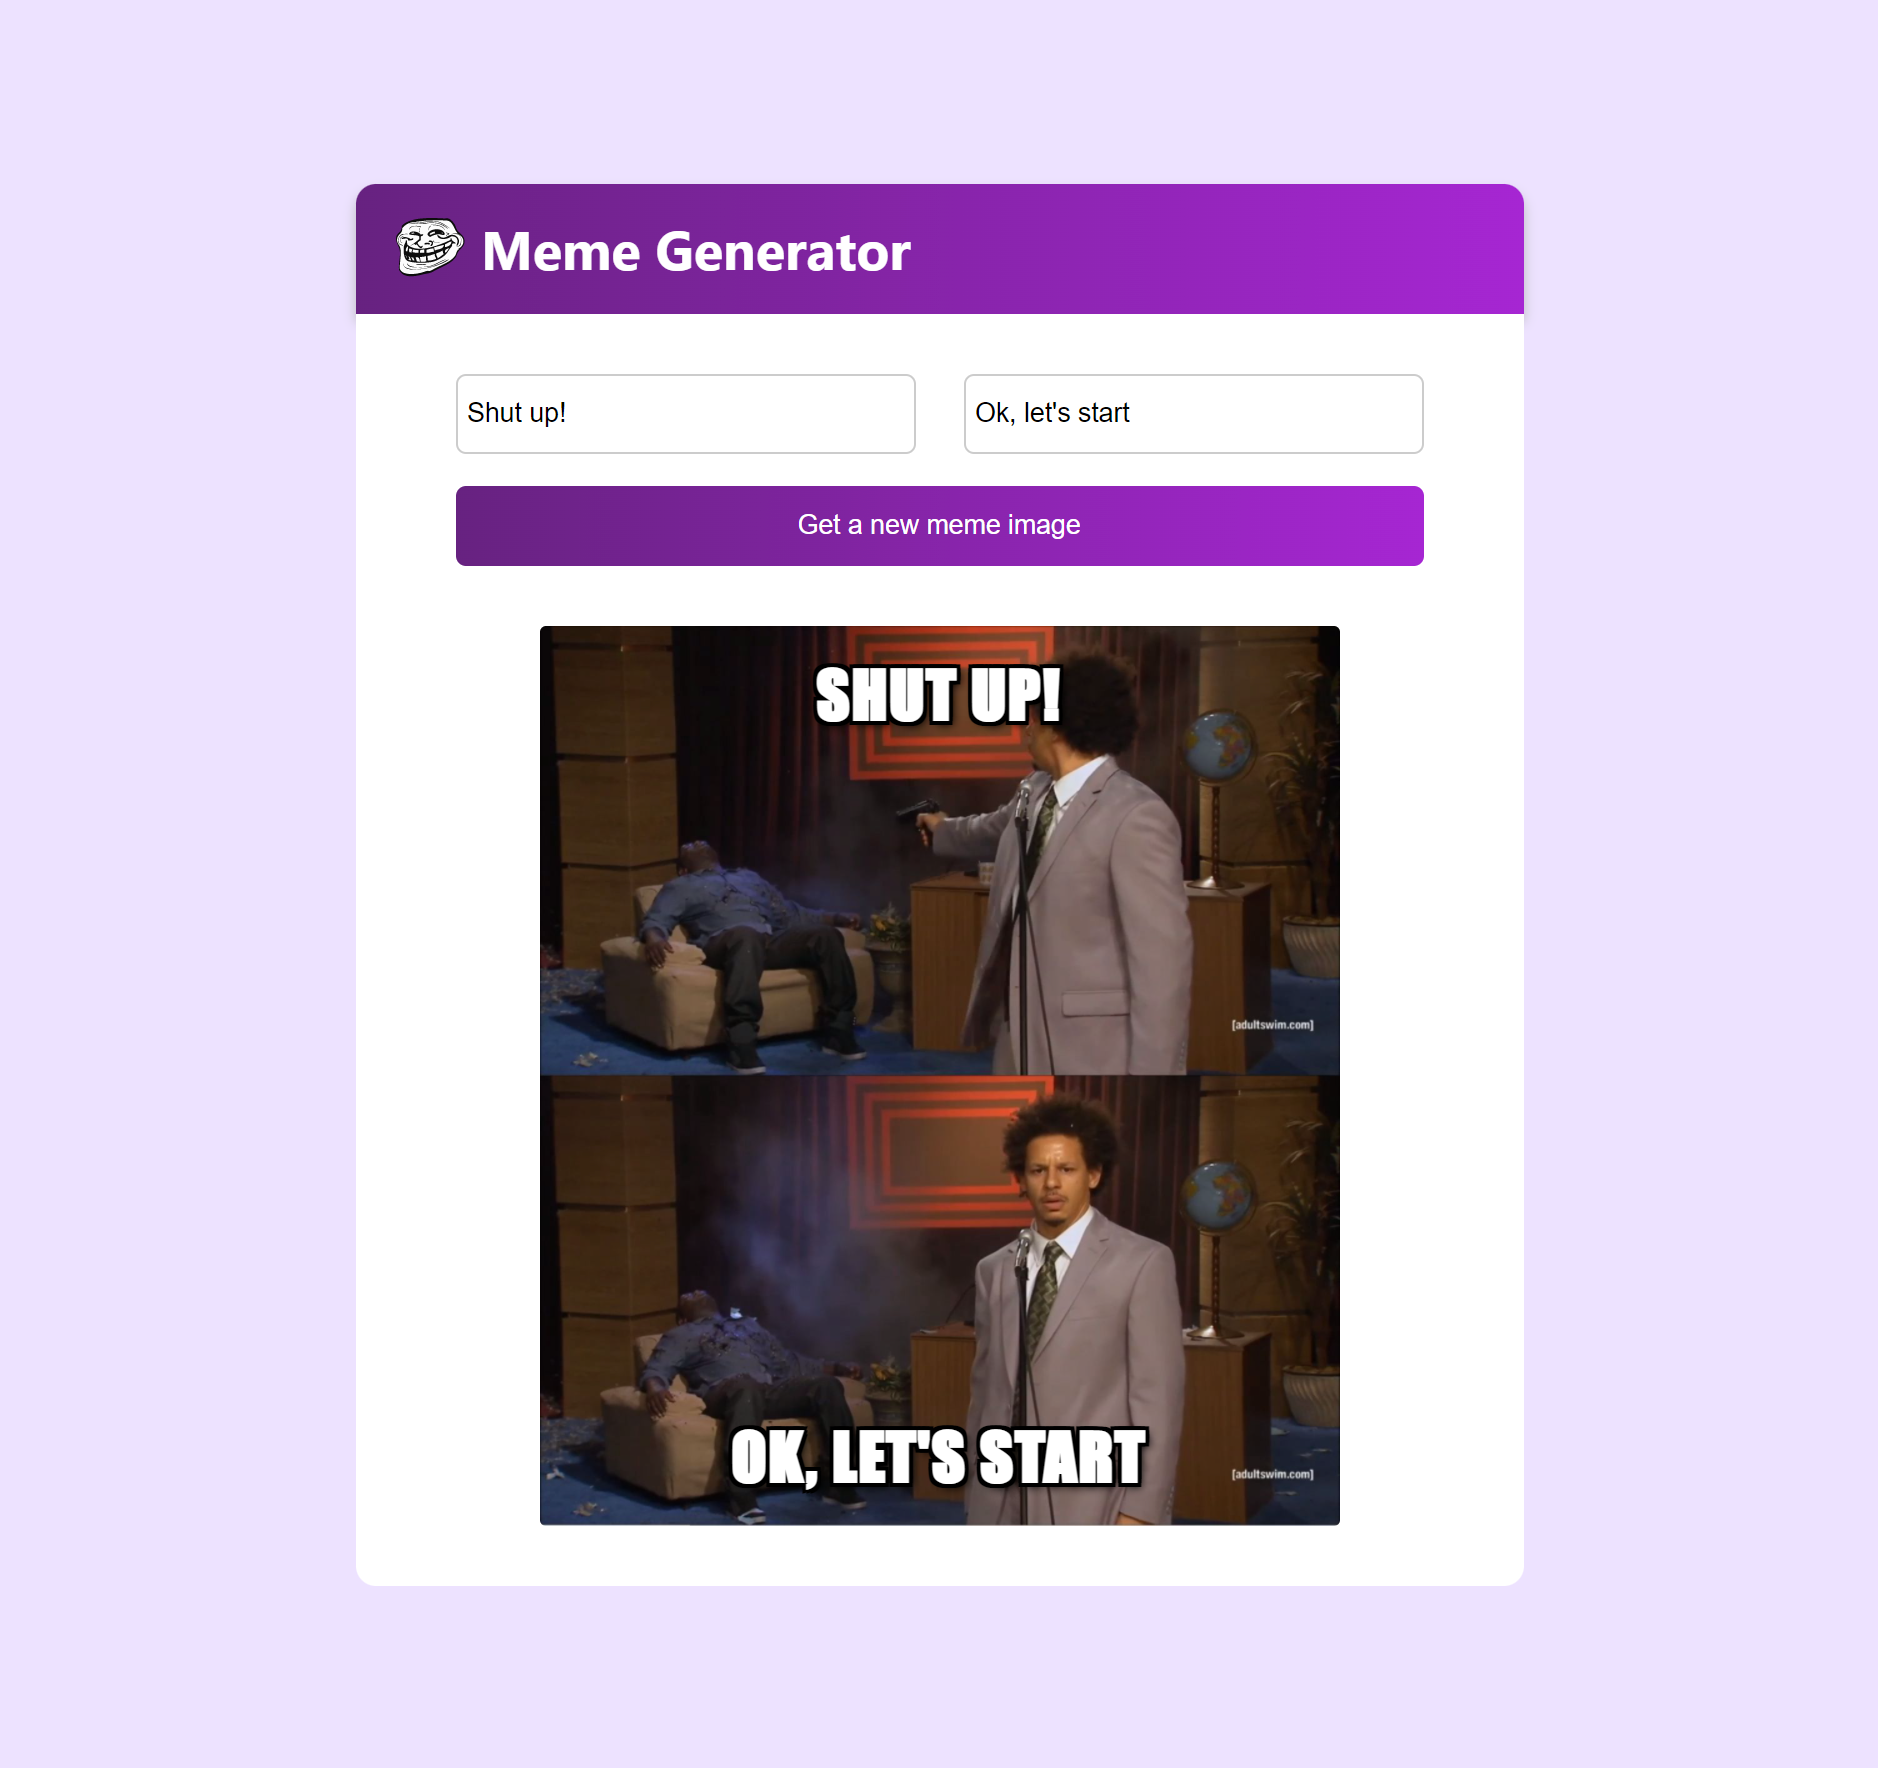 Meme Generator
Shut up!
Ok, let's start
Get a new meme image
SHUT UP!
[adultswim.com]
OK, LET'S START
[adultswim.com]